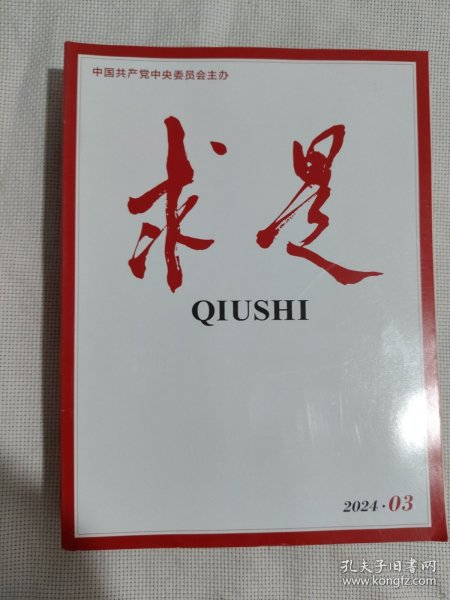 中国共产党中央委员会主办
求是
QIUSHI
2024·03
孔夫子旧书网
www.kongfz.com